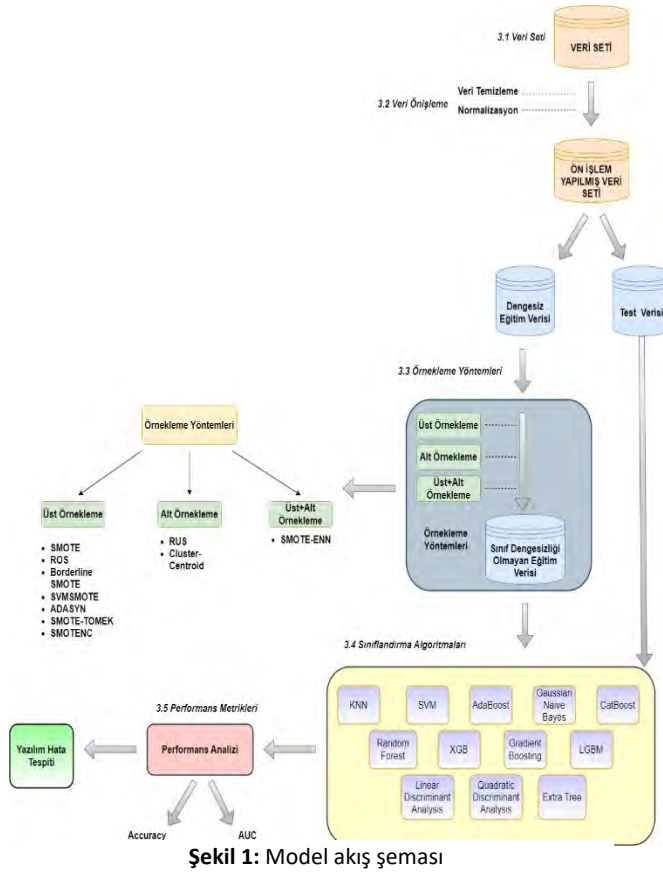 3.1 Veri Seti
VERİ SETİ
3.2 Veri Önişleme
Veri Temizleme
Normalizasyon
ÖN İŞLEM
YAPILMIŞ VERİ
SETİ
Dengesiz
Eğitim Verisi
Test Verisi
3.3 Örnekleme Yöntemleri
Üst Örnekleme
Alt Örnekleme
Üst+Alt
Örnekleme
Örnekleme
Yöntemleri
Sınıf Dengesizliği
Olmayan Eğitim
Verisi
Örnekleme Yöntemleri
Üst Örnekleme
• SMOTE
• ROS
• Borderline
SMOTE
• SVMSMOTE
• ADASYN
• SMOTE-TOMEK
• SMOTENC
Alt Örnekleme
• RUS
• Cluster-
Centroid
Üst+Alt
Örnekleme
• SMOTE-ENN
3.4 Sınıflandırma Algoritmaları
KNN
SVM
AdaBoost
Gaussian
Naive
Bayes
CatBoost
Random
Forest
XGB
Gradient
Boosting
LGBM
Linear
Discriminant
Analysis
Quadratic
Discriminant
Analysis
Extra Tree
3.5 Performans Metrikleri
Performans Analizi
Accuracy
AUC
Yazılım Hata
Tespiti
Şekil 1: Model akış şeması